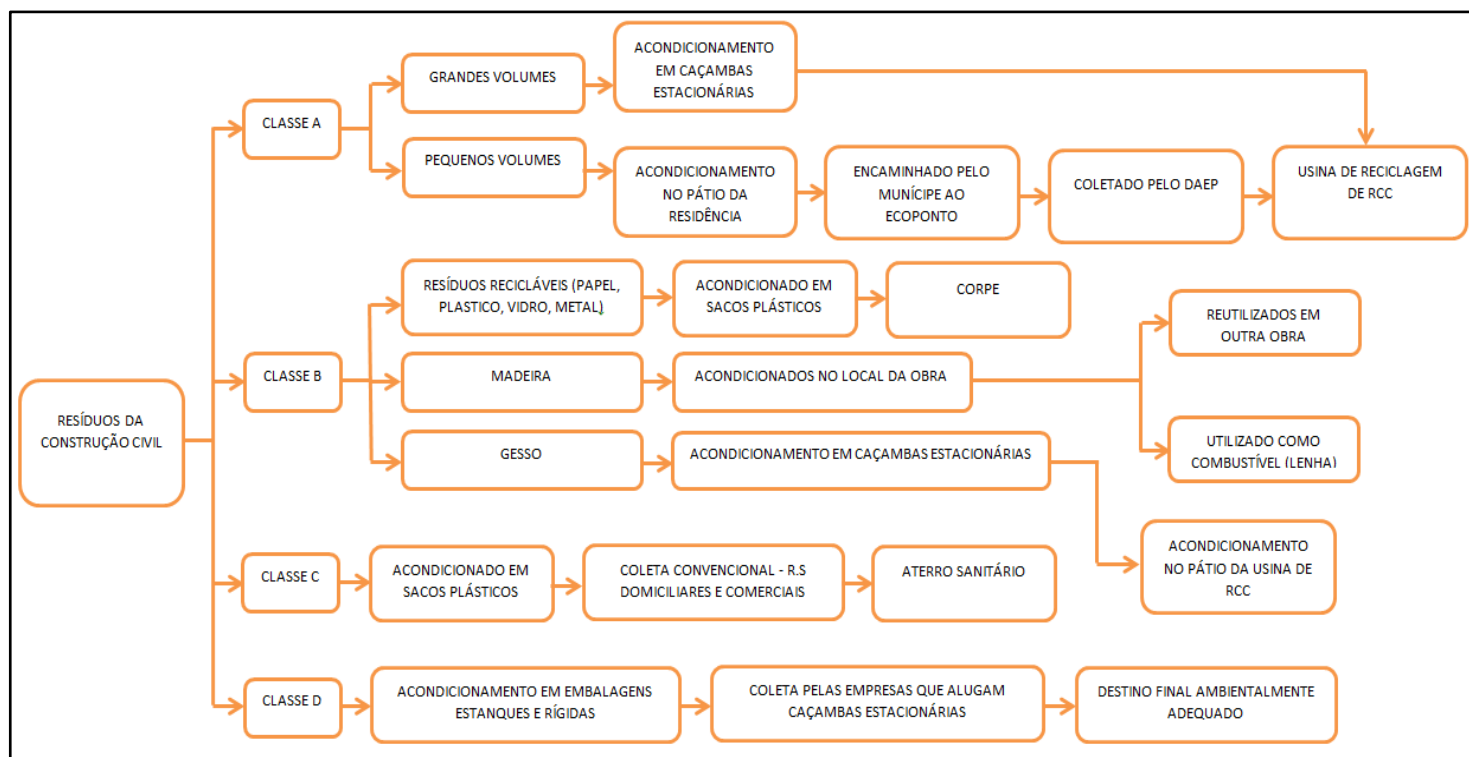 RESÍDUOS DA
CONSTRUÇÃO CIVIL
CLASSE A
GRANDES VOLUMES
ACONDICIONAMENTO
EM CAÇAMBAS
ESTACIONÁRIAS
PEQUENOS VOLUMES
ACONDICIONAMENTO
NO PÁTIO DA
RESIDÊNCIA
ENCAMINHADO PELO
MUNÍCIPE AO
ECOPONTO
COLETADO PELO DAEP
USINA DE RECICLAGEM
DE RCC
CLASSE B
RESÍDUOS RECICLÁVEIS (PAPEL,
PLASTICO, VIDRO, METAL)
ACONDICIONADO EM
SACOS PLÁSTICOS
CORPE
MADEIRA
ACONDICIONADOS NO LOCAL DA OBRA
REUTILIZADOS EM
OUTRA OBRA
UTILIZADO COMO
COMBUSTÍVEL (LENHA)
GESSO
ACONDICIONAMENTO EM CAÇAMBAS ESTACIONÁRIAS
ACONDICIONAMENTO
NO PÁTIO DA USINA DE
RCC
CLASSE C
ACONDICIONADO EM
SACOS PLÁSTICOS
COLETA CONVENCIONAL - R.S
DOMICILIARES E COMERCIAIS
ATERRO SANITÁRIO
CLASSE D
ACONDICIONAMENTO EM EMBALAGENS
ESTANQUES E RÍGIDAS
COLETA PELAS EMPRESAS QUE ALUGAM
CAÇAMBAS ESTACIONÁRIAS
DESTINO FINAL AMBIENTALMENTE
ADEQUADO